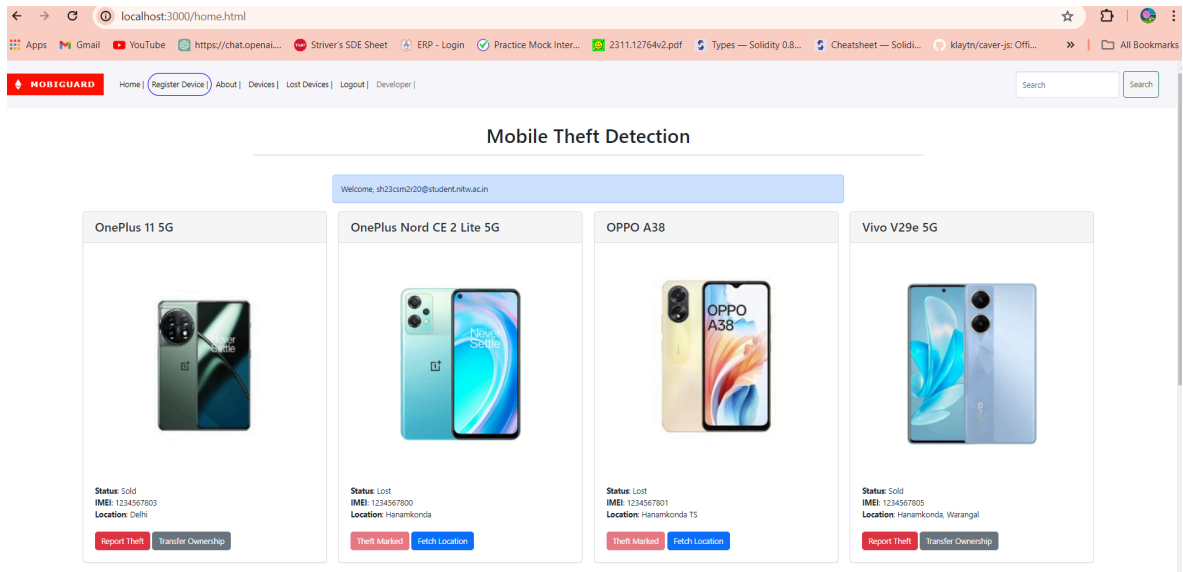 localhost:3000/home.html
Apps Gmail YouTube https://chat.openai.... Striver's SDE Sheet ERP - Login Practice Mock Inter... 2311.12764v2.pdf Types — Solidity 0.8... Cheatsheet — Solidi... klaytn/caver-js: Offi... » All Bookmarks
MOBIGUARD Home | Register Device | About | Devices | Lost Devices | Logout | Developer | Search Search
Mobile Theft Detection
Welcome, sh23csm2r20@student.nitw.ac.in
OnePlus 11 5G OnePlus Nord CE 2 Lite 5G OPPO A38 Vivo V29e 5G
Never Settle
Never Settle
OPPO A38
vivo
Status: Sold
IMEI: 1234567803
Location: Delhi
Report Theft Transfer Ownership
Status: Lost
IMEI: 1234567800
Location: Hanamkonda
Theft Marked Fetch Location
Status: Lost
IMEI: 1234567801
Location: Hanamkonda TS
Theft Marked Fetch Location
Status: Sold
IMEI: 1234567805
Location: Hanamkonda, Warangal
Report Theft Transfer Ownership